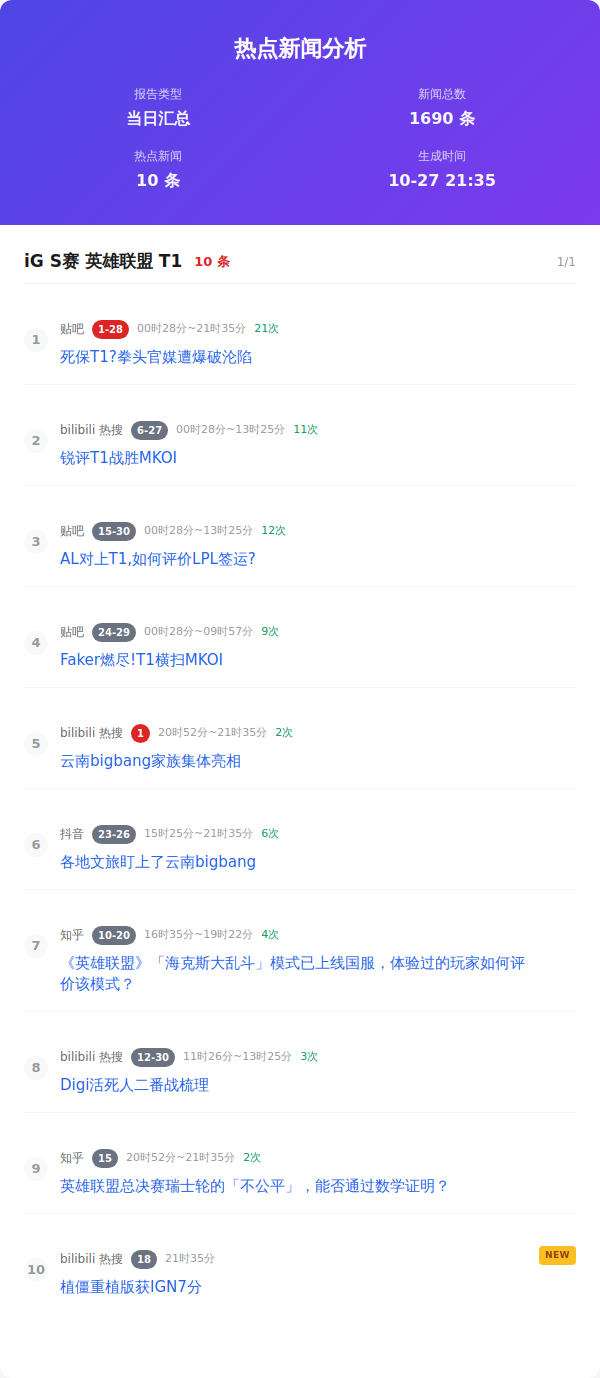 热点新闻分析
报告类型
新闻总数
当日汇总
1690 条
热点新闻
生成时间
10 条
10-27 21:35
iG S赛 英雄联盟 T1 10 条 1/1
1
贴吧 1-28 00时28分~21时35分 21次
死保T1?拳头官媒遭爆破沦陷
2
bilibili 热搜 6-27 00时28分~13时25分 11次
锐评T1战胜MKOI
3
贴吧 15-30 00时28分~13时25分 12次
AL对上T1,如何评价LPL签运?
4
贴吧 24-29 00时28分~09时57分 9次
Faker燃尽!T1横扫MKOI
5
bilibili 热搜 1 20时52分~21时35分 2次
云南bigbang家族集体亮相
6
抖音 23-26 15时25分~21时35分 6次
各地文旅盯上了云南bigbang
7
知乎 10-20 16时35分~19时22分 4次
《英雄联盟》「海克斯大乱斗」模式已上线国服，体验过的玩家如何评
价该模式？
8
bilibili 热搜 12-30 11时26分~13时25分 3次
Digi活死人二番战梳理
9
知乎 15 20时52分~21时35分 2次
英雄联盟总决赛瑞士轮的「不公平」，能否通过数学证明？
10
bilibili 热搜 18 21时35分 NEW
植僵重植版获IGN7分